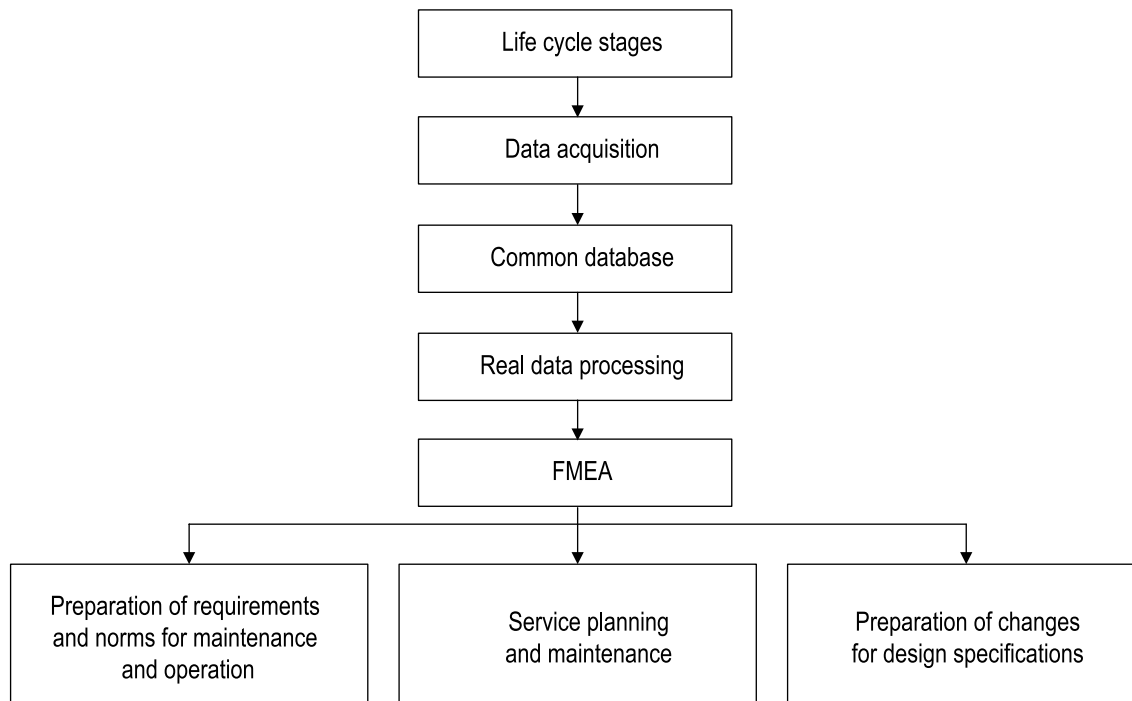 Life cycle stages
Data acquisition
Common database
Real data processing
FMEA
Preparation of requirements
and norms for maintenance
and operation
Service planning
and maintenance
Preparation of changes
for design specifications